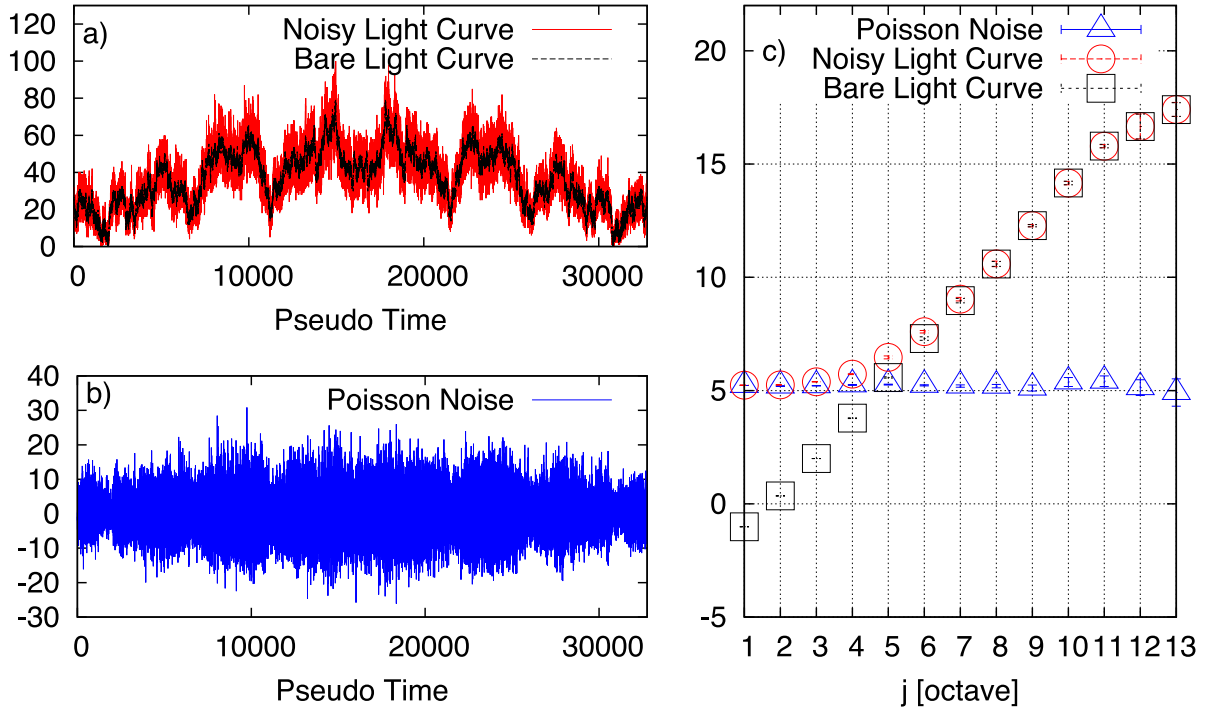 a)
Noisy Light Curve
Bare Light Curve
120
100
80
60
40
20
0
0 10000 20000 30000
Pseudo Time
b)
Poisson Noise
40
30
20
10
0
-10
-20
-30
0 10000 20000 30000
Pseudo Time
c)
Poisson Noise
Noisy Light Curve
Bare Light Curve
20
15
10
5
0
-5
1 2 3 4 5 6 7 8 9 10 11 12 13
j [octave]